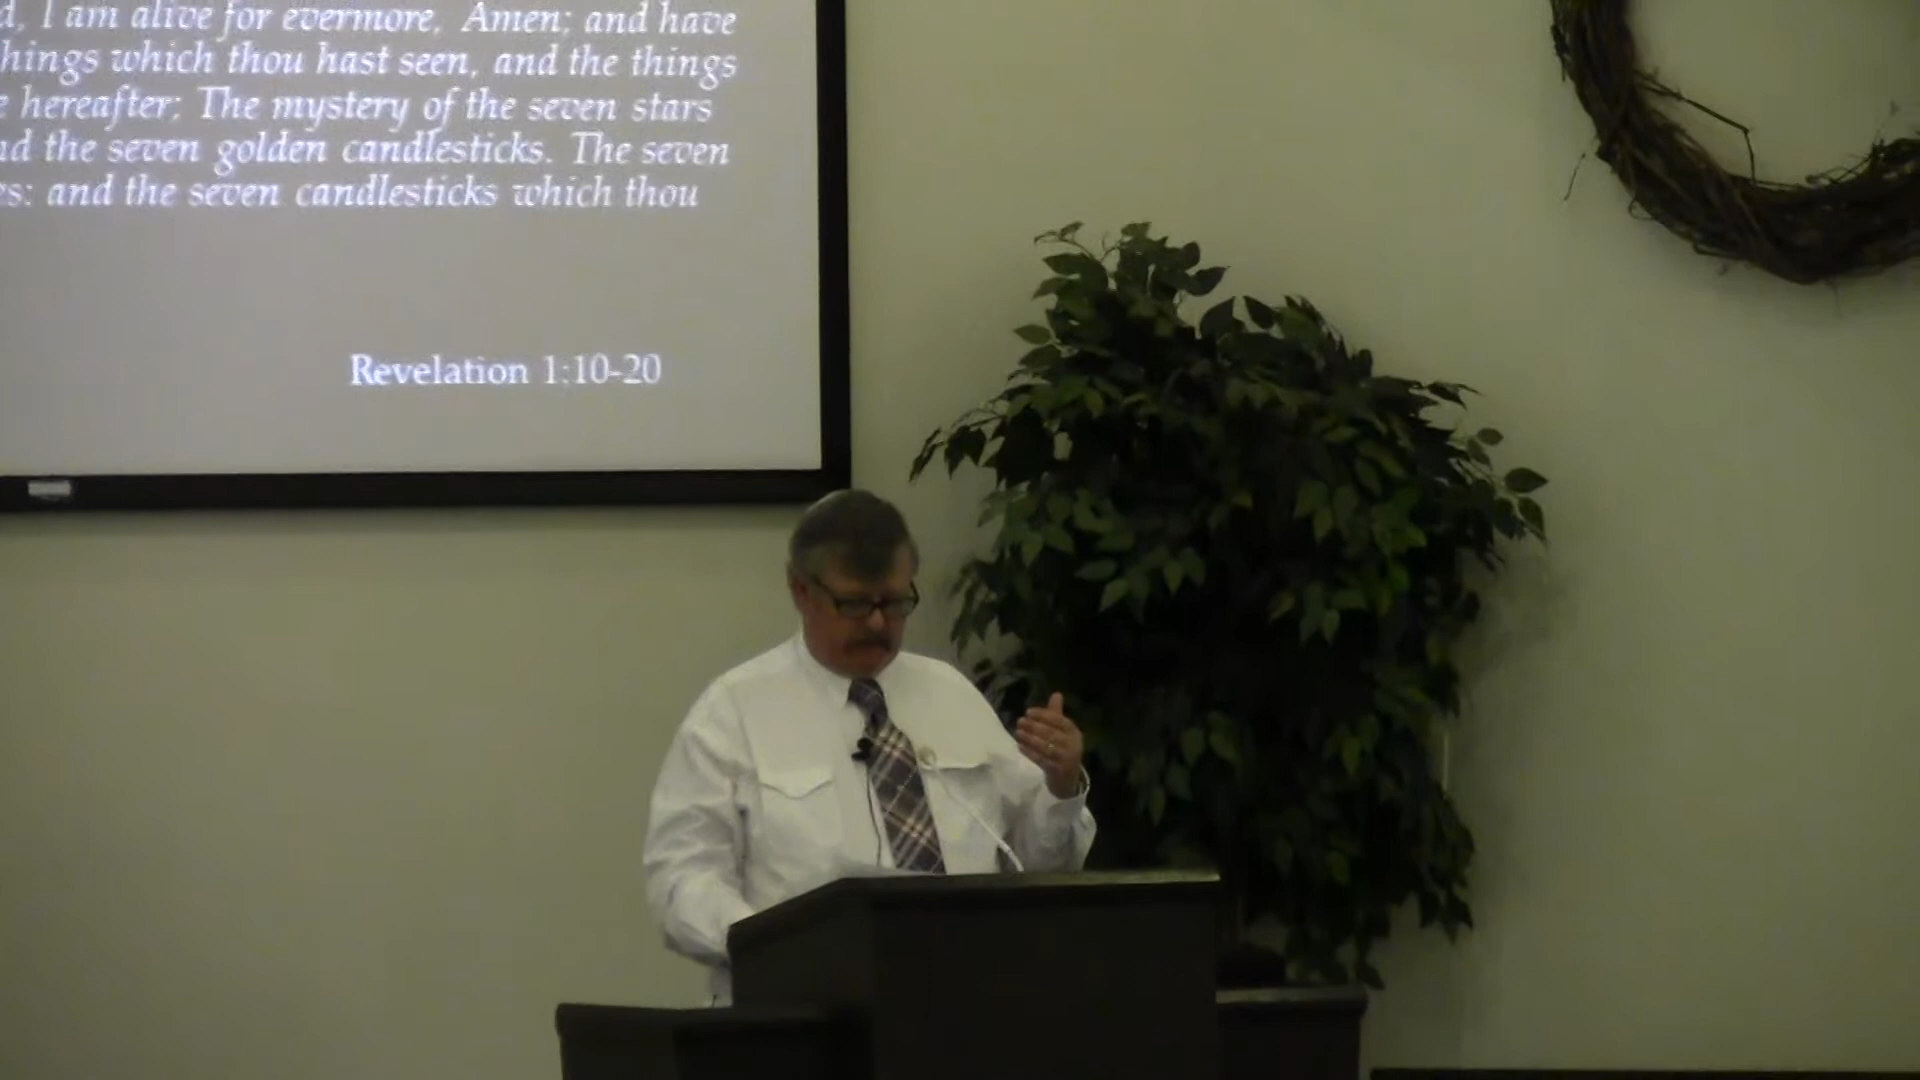 I am alive for evermore, Amen; and have
things which thou hast seen, and the things
hereafter; The mystery of the seven stars
the seven golden candlesticks. The seven
and the seven candlesticks which thou
Revelation 1:10-20